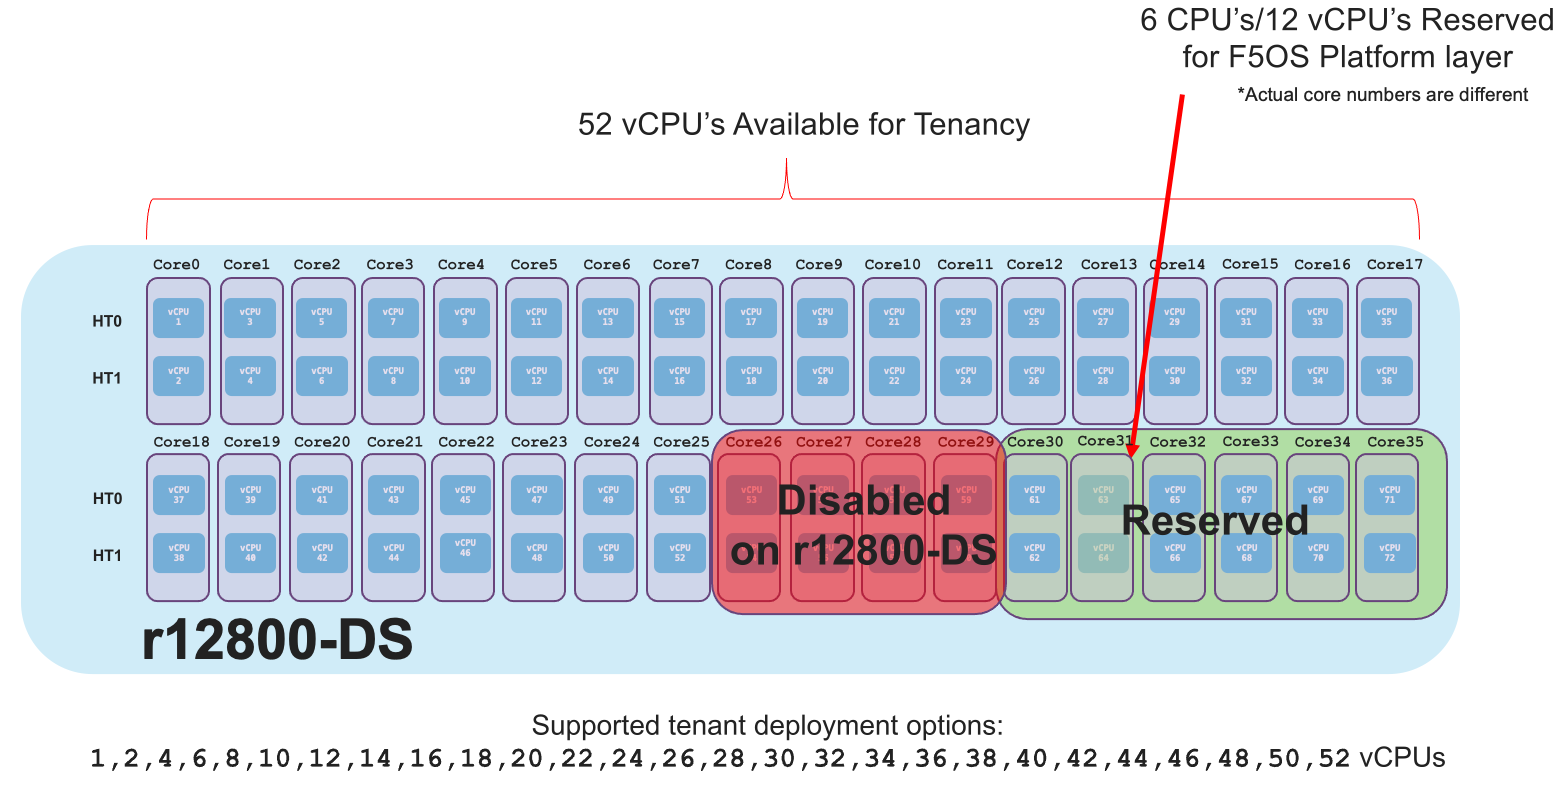 6 CPU’s/12 vCPU’s Reserved
for F5OS Platform layer
*Actual core numbers are different
52 vCPU’s Available for Tenancy
Core0 Core1 Core2 Core3 Core4 Core5 Core6 Core7 Core8 Core9 Core10 Core11 Core12 Core13 Core14 Core15 Core16 Core17
HT0
vCPU 1 vCPU 3 vCPU 5 vCPU 7 vCPU 9 vCPU 11 vCPU 13 vCPU 15 vCPU 17 vCPU 19 vCPU 21 vCPU 23 vCPU 25 vCPU 27 vCPU 29 vCPU 31 vCPU 33 vCPU 35
HT1
vCPU 2 vCPU 4 vCPU 6 vCPU 8 vCPU 10 vCPU 12 vCPU 14 vCPU 16 vCPU 18 vCPU 20 vCPU 22 vCPU 24 vCPU 26 vCPU 28 vCPU 30 vCPU 32 vCPU 34 vCPU 36
Core18 Core19 Core20 Core21 Core22 Core23 Core24 Core25 Core26 Core27 Core28 Core29 Core30 Core31 Core32 Core33 Core34 Core35
HT0
vCPU 37 vCPU 39 vCPU 41 vCPU 43 vCPU 45 vCPU 47 vCPU 49 vCPU 51 vCPU 53 vCPU 59 vCPU 61 vCPU 63 vCPU 65 vCPU 67 vCPU 69 vCPU 71
HT1
vCPU 38 vCPU 40 vCPU 42 vCPU 44 vCPU 46 vCPU 48 vCPU 50 vCPU 52 vCPU 62 vCPU 64 vCPU 66 vCPU 68 vCPU 70 vCPU 72
Disabled
on r12800-DS
Reserved
r12800-DS
Supported tenant deployment options:
1,2,4,6,8,10,12,14,16,18,20,22,24,26,28,30,32,34,36,38,40,42,44,46,48,50,52 vCPUs